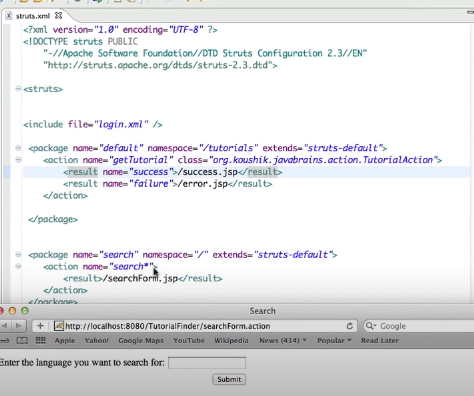 struts.xml
<?xml version="1.0" encoding="UTF-8" ?>
<!DOCTYPE struts PUBLIC
"-//Apache Software Foundation//DTD Struts Configuration 2.3//EN"
"http://struts.apache.org/dtds/struts-2.3.dtd">
<struts>
<include file="login.xml" />
<package name="default" namespace="/tutorials" extends="struts-default">
<action name="getTutorial" class="org.koushik.javabrains.action.TutorialAction">
<result name="success">/success.jsp</result>
<result name="failure">/error.jsp</result>
</action>
</package>
<package name="search" namespace="/" extends="struts-default">
<action name="search*">
<result>/searchForm.jsp</result>
</action>
</package>
Search
http://localhost:8080/TutorialFinder/searchForm.action
Google
Apple Yahoo! Google Maps YouTube Wikipedia News (434) Popular Read Later
Enter the language you want to search for:
Submit